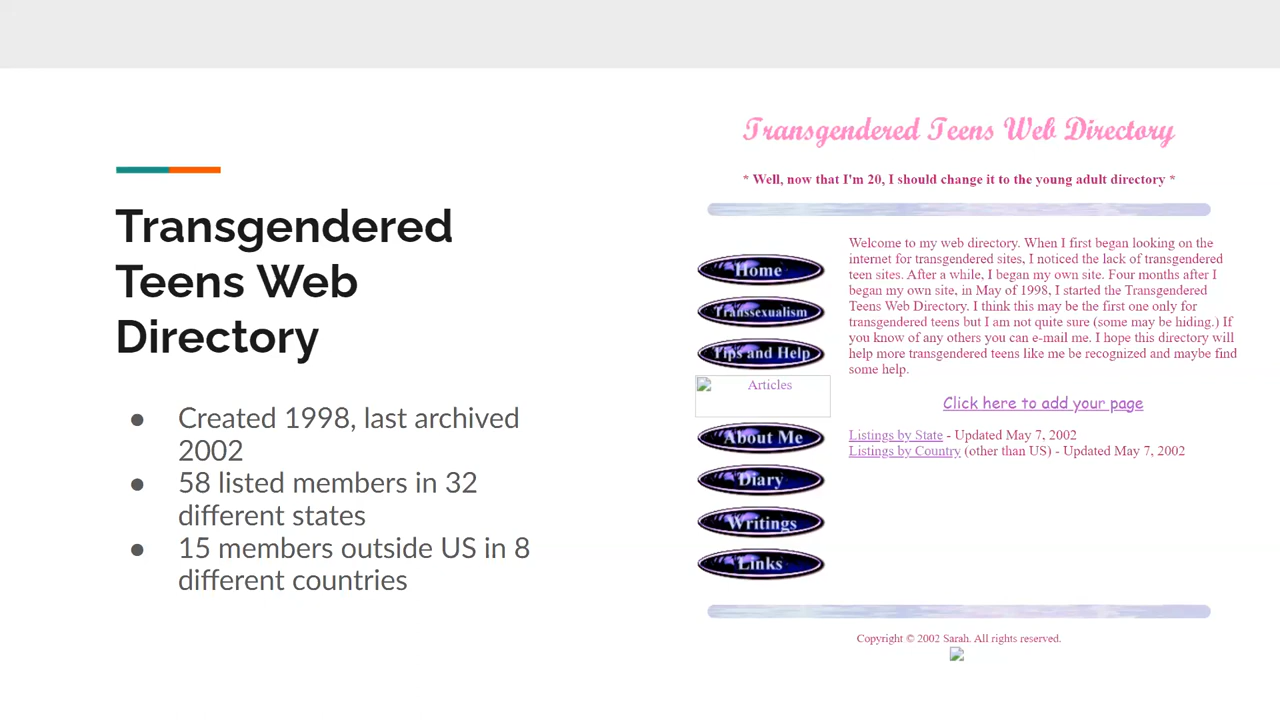 Transgendered
Teens Web
Directory
● Created 1998, last archived
2002
● 58 listed members in 32
different states
● 15 members outside US in 8
different countries
Transgendered Teens Web Directory
* Well, now that I'm 20, I should change it to the young adult directory *
Home
Transsexualism
Tips and Help
Articles
About Me
Diary
Writings
Links
Welcome to my web directory. When I first began looking on the
internet for transgendered sites, I noticed the lack of transgendered
teen sites. After a while, I began my own site. Four months after I
began my own site, in May of 1998, I started the Transgendered
Teens Web Directory. I think this may be the first one only for
transgendered teens but I am not quite sure (some may be hiding.) If
you know of any others you can e-mail me. I hope this directory will
help more transgendered teens like me be recognized and maybe find
some help.
Click here to add your page
Listings by State - Updated May 7, 2002
Listings by Country (other than US) - Updated May 7, 2002
Copyright © 2002 Sarah. All rights reserved.